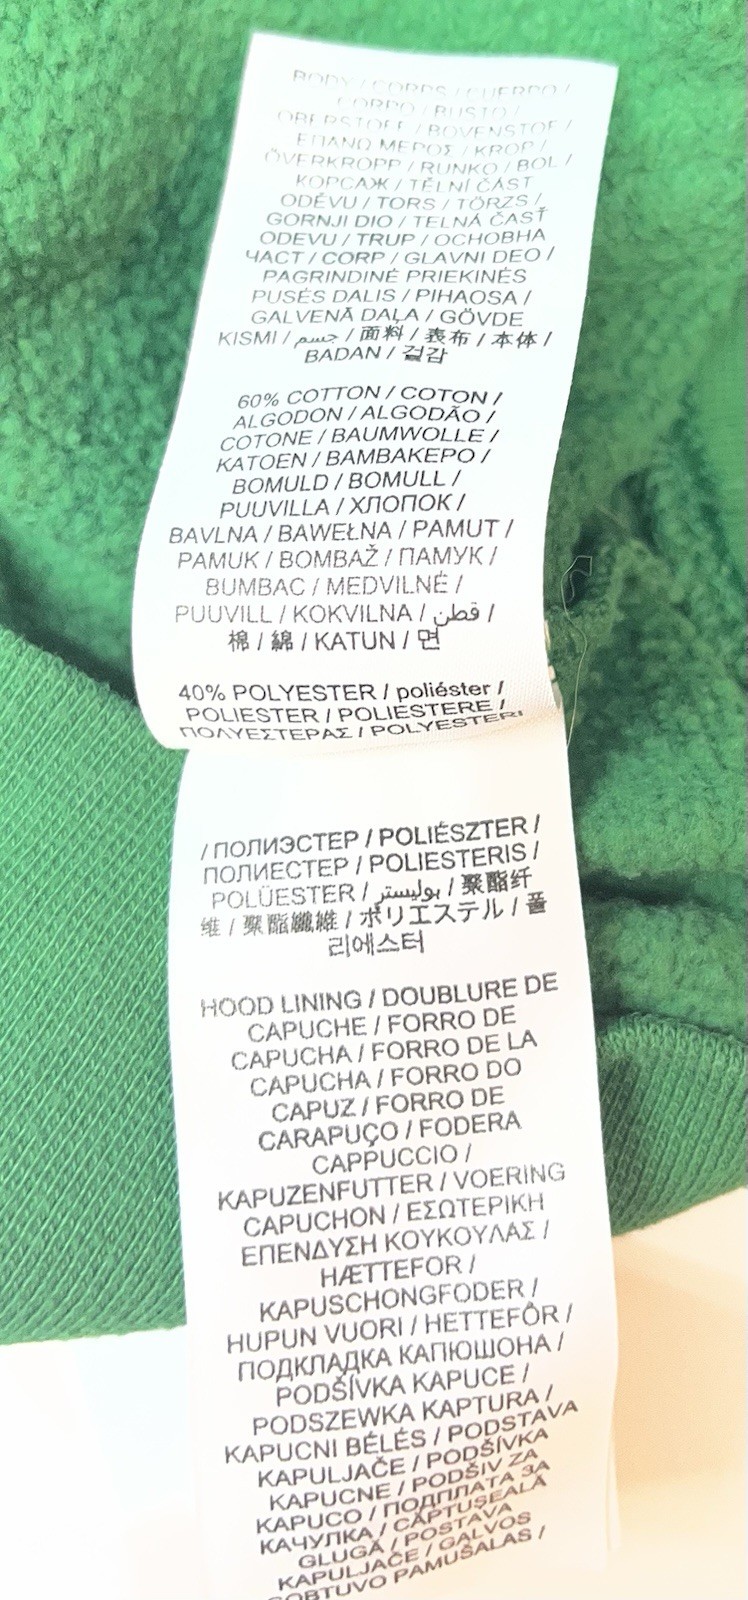 BODY / CORPS / CUERPO /
CORPO / BUSTO /
OBERSTOFF / BOVENSTOF /
ΕΠΑΝΩ ΜΕΡΟΣ / KROP /
ÖVERKROPP / RUNKO / BOL /
КОРСАЖ / TĚLNÍ ČÁST
ODĚVU / TORS / TÖRZS /
GORNJI DIO / TELNÁ ČASŤ
ODEVU / TRUP / ОСНОВНА
ЧАСТ / CORP / GLAVNI DEO /
PAGRINDINĖ PRIEKINĖS
PUSĖS DALIS / PIHAOSA /
GALVENĀ DAĻA / GÖVDE
KISMI / جسم / 面料 / 表布 / 本体 /
BADAN / 겉감
60% COTTON / COTON /
ALGODON / ALGODÃO /
COTONE / BAUMWOLLE /
KATOEN / ΒΑΜΒΑΚΕΡΟ /
BOMULD / BOMULL /
PUUVILLA / ХЛОПОК /
BAVLNA / BAWEŁNA / PAMUT /
PAMUK / BOMBAŽ / ПАМУК /
BUMBAC / MEDVILNĖ /
PUUVILL / KOKVILNA / قطن /
棉 / 綿 / KATUN / 면
40% POLYESTER / poliéster /
POLIESTER / POLIESTERE /
ΠΟΛΥΕΣΤΕΡΑΣ / POLYESTERI
/ ПОЛИЭСТЕР / POLIÉSZTER /
ПОЛИЕСТЕР / POLIESTERIS /
POLÜESTER / بوليستر / 聚酯纤
维 / 聚酯纖維 / ポリエステル / 폴
리에스터
HOOD LINING / DOUBLURE DE
CAPUCHE / FORRO DE
CAPUCHA / FORRO DE LA
CAPUCHA / FORRO DO
CAPUZ / FORRO DE
CARAPUÇO / FODERA
CAPPUCCIO /
KAPUZENFUTTER / VOERING
CAPUCHON / ΕΣΩΤΕΡΙΚΗ
ΕΠΕΝΔΥΣΗ ΚΟΥΚΟΥΛΑΣ /
HÆTTEFOR /
KAPUSCHONGFODER /
HUPUN VUORI / HETTEFÔR /
ПОДКЛАДКА КАПЮШОНА /
PODŠÍVKA KAPUCE /
PODSZEWKA KAPTURA /
KAPUCNI BÉLÉS / PODSTAVA
KAPULJAČE / PODŠÍVKA
KAPUCNE / PODŠIV ZA
KAPUCO / ПОДПЛАТА ЗА
КАЧУЛКА / CĂPTUȘEALĂ
GLUGĂ / POSTAVA
KAPULJAČE / GALVOS
GOBTUVO PAMUŠALAS /